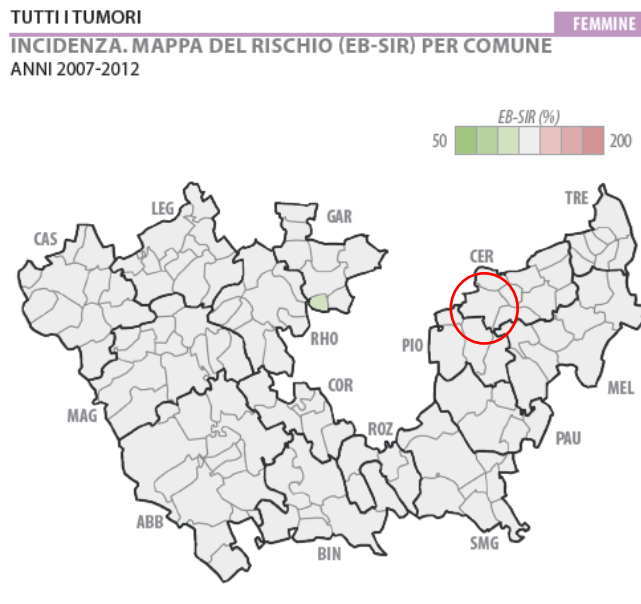 TUTTI I TUMORI
FEMMINE
INCIDENZA. MAPPA DEL RISCHIO (EB-SIR) PER COMUNE
ANNI 2007-2012
EB-SIR (%)
50 200
LEG
GAR
TRE
CAS
CER
RHO
PIO
COR
MEL
MAG
ROZ
PAU
ABB
BIN
SMG